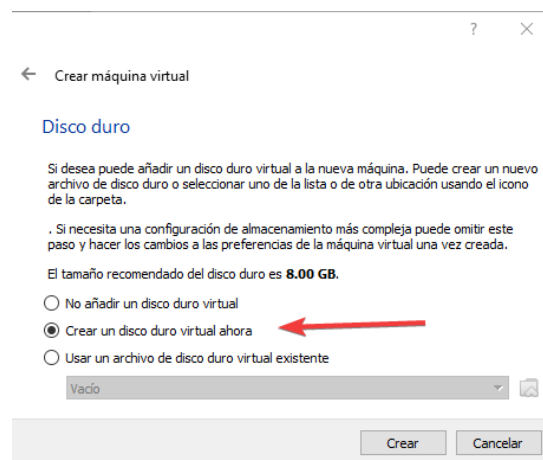 ?
Crear máquina virtual
Disco duro
Si desea puede añadir un disco duro virtual a la nueva máquina. Puede crear un nuevo
archivo de disco duro o seleccionar uno de la lista o de otra ubicación usando el icono
de la carpeta.
. Si necesita una configuración de almacenamiento más compleja puede omitir este
paso y hacer los cambios a las preferencias de la máquina virtual una vez creada.
El tamaño recomendado del disco duro es 8.00 GB.
No añadir un disco duro virtual
Crear un disco duro virtual ahora
Usar un archivo de disco duro virtual existente
Vacío
Crear Cancelar